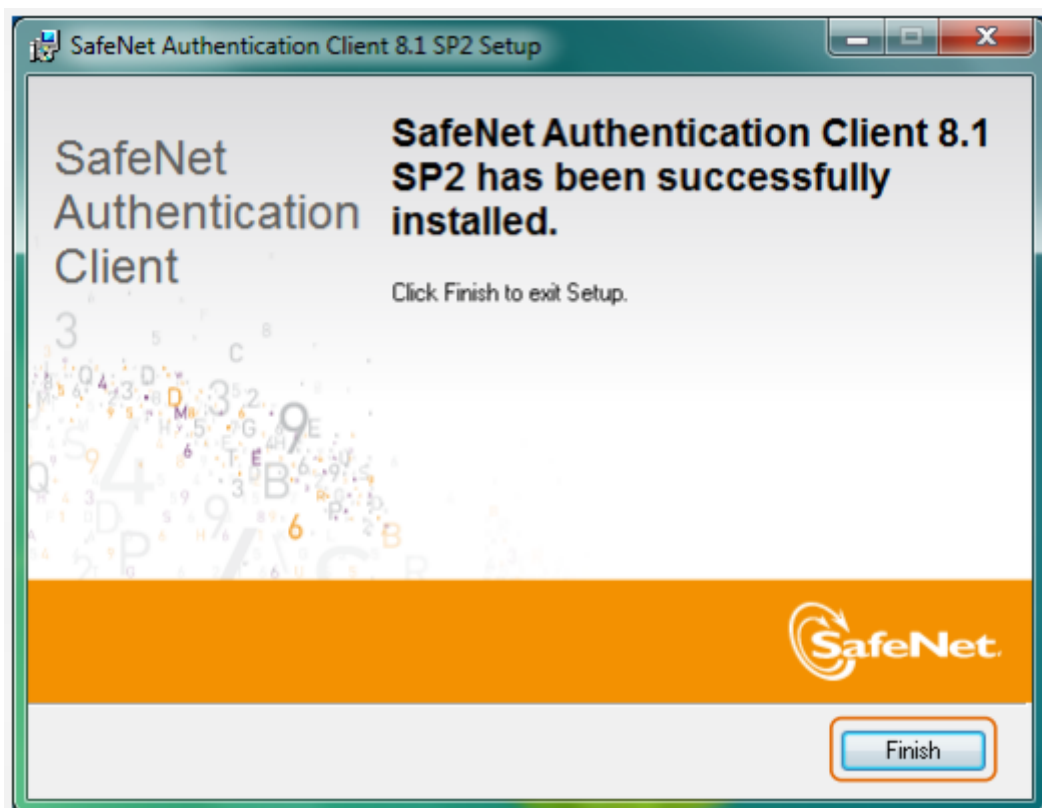 SafeNet Authentication Client 8.1 SP2 Setup
SafeNet
Authentication
Client
SafeNet Authentication Client 8.1
SP2 has been successfully
installed.
Click Finish to exit Setup.
SafeNet.
Finish